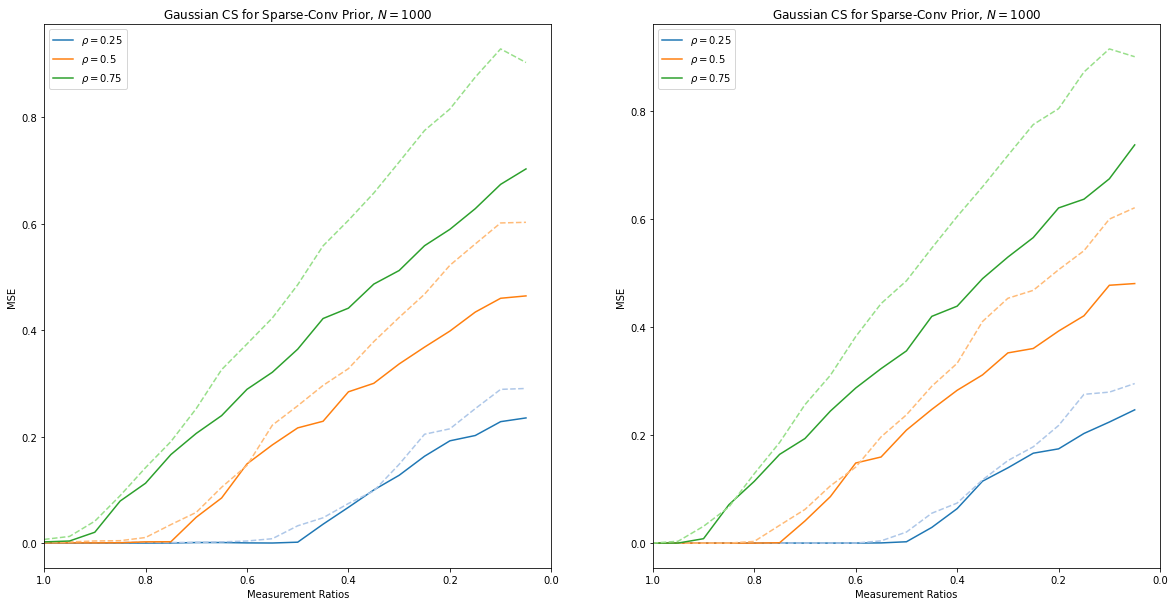 Gaussian CS for Sparse-Conv Prior, N = 1000
ρ = 0.25
ρ = 0.5
ρ = 0.75
MSE
0.8
0.6
0.4
0.2
0.0
1.0 0.8 0.6 0.4 0.2 0.0
Measurement Ratios
Gaussian CS for Sparse-Conv Prior, N = 1000
ρ = 0.25
ρ = 0.5
ρ = 0.75
MSE
0.8
0.6
0.4
0.2
0.0
1.0 0.8 0.6 0.4 0.2 0.0
Measurement Ratios